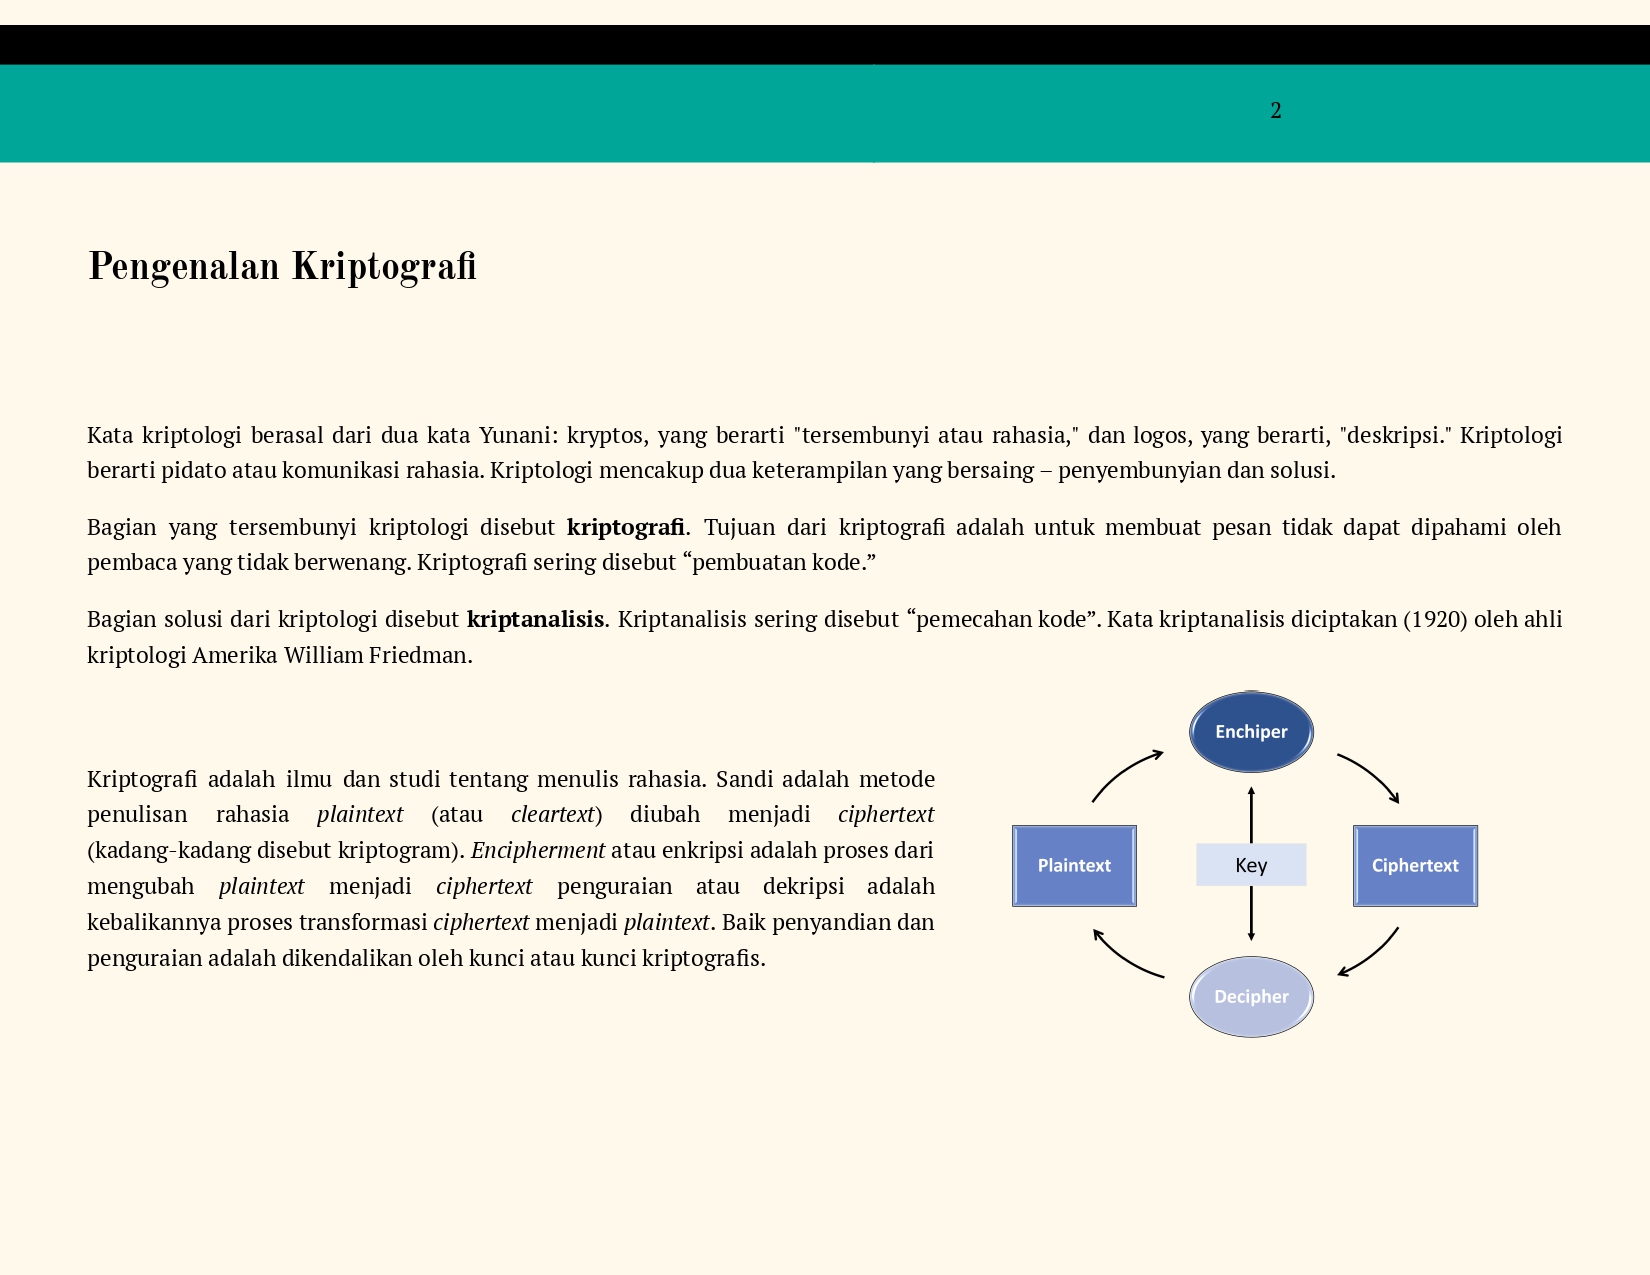 2
Pengenalan Kriptografi
Kata kriptologi berasal dari dua kata Yunani: kryptos, yang berarti "tersembunyi atau rahasia," dan logos, yang berarti, "deskripsi." Kriptologi
berarti pidato atau komunikasi rahasia. Kriptologi mencakup dua keterampilan yang bersaing – penyembunyian dan solusi.
Bagian yang tersembunyi kriptologi disebut kriptografi. Tujuan dari kriptografi adalah untuk membuat pesan tidak dapat dipahami oleh
pembaca yang tidak berwenang. Kriptografi sering disebut “pembuatan kode.”
Bagian solusi dari kriptologi disebut kriptanalisis. Kriptanalisis sering disebut “pemecahan kode”. Kata kriptanalisis diciptakan (1920) oleh ahli
kriptologi Amerika William Friedman.
Kriptografi adalah ilmu dan studi tentang menulis rahasia. Sandi adalah metode
penulisan rahasia plaintext (atau cleartext) diubah menjadi ciphertext
(kadang-kadang disebut kriptogram). Encipherment atau enkripsi adalah proses dari
mengubah plaintext menjadi ciphertext penguraian atau dekripsi adalah
kebalikannya proses transformasi ciphertext menjadi plaintext. Baik penyandian dan
penguraian adalah dikendalikan oleh kunci atau kunci kriptografis.
Enchiper
Plaintext
Key
Ciphertext
Decipher